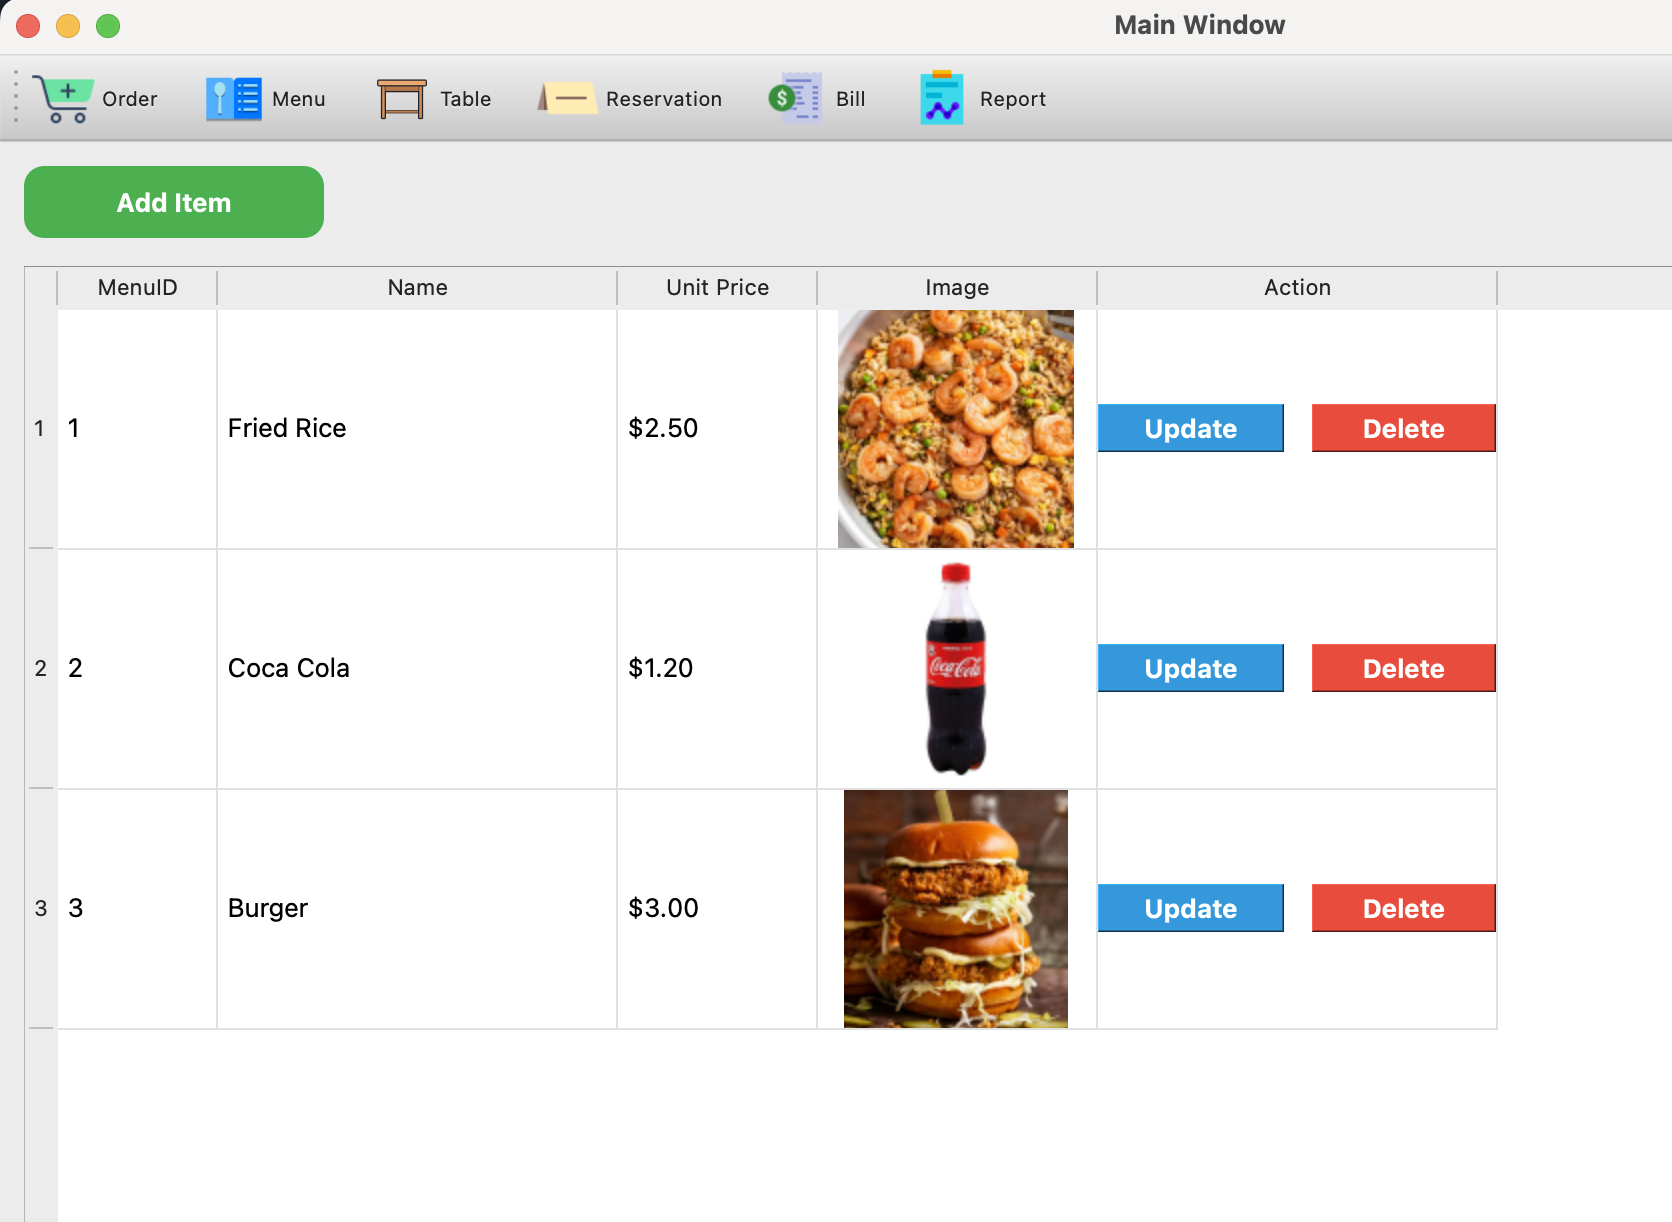 Main Window
Order Menu Table Reservation Bill Report
Add Item
MenuID Name Unit Price Image Action
1 1 Fried Rice $2.50 Update Delete
2 2 Coca Cola $1.20 Update Delete
Coca-Cola
3 3 Burger $3.00 Update Delete